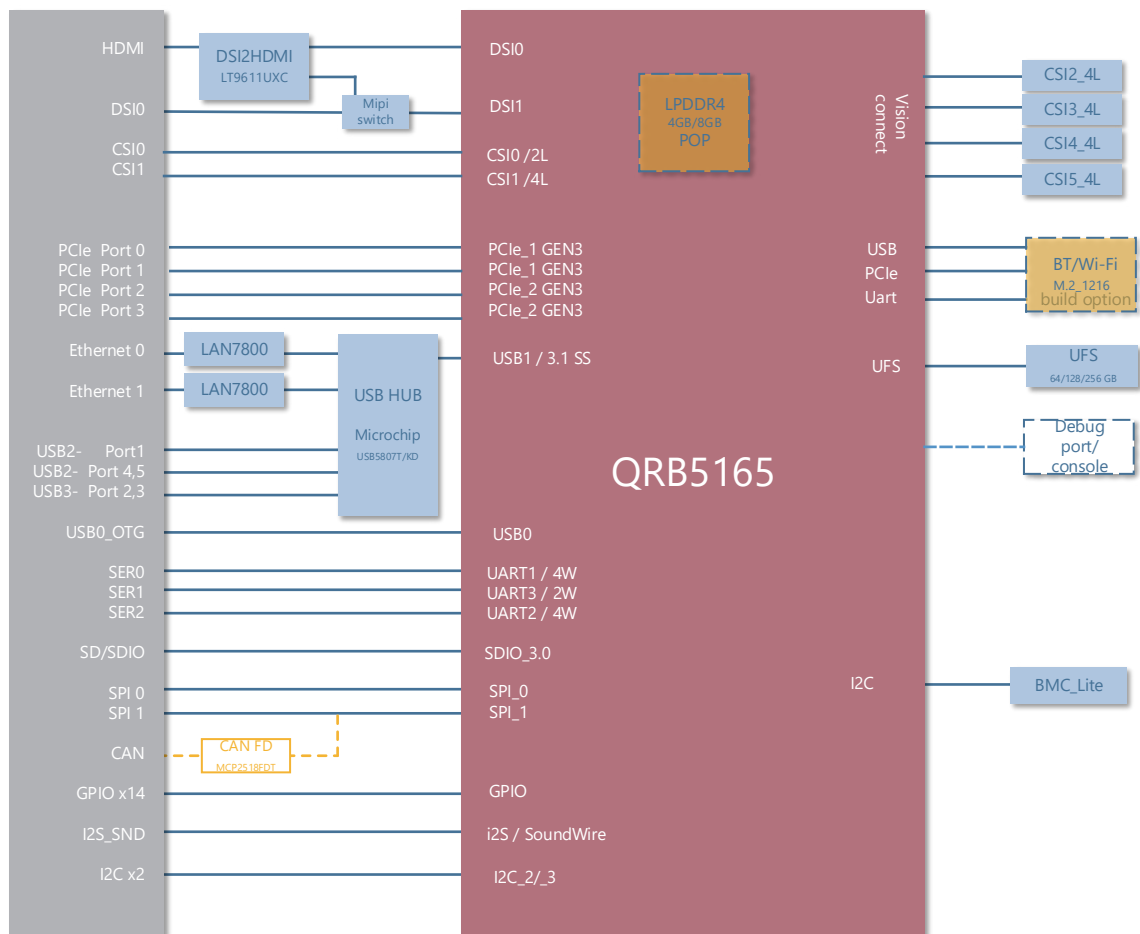 HDMI
DSI0
CSI0
CSI1
PCIe Port 0
PCIe Port 1
PCIe Port 2
PCIe Port 3
Ethernet 0
Ethernet 1
USB2- Port1
USB2- Port 4,5
USB3- Port 2,3
USB0_OTG
SER0
SER1
SER2
SD/SDIO
SPI 0
SPI 1
CAN
GPIO x14
I2S_SND
I2C x2
DSI2HDMI
LT9611UXC
Mipi
switch
LAN7800
LAN7800
USB HUB
Microchip
USB5807T/KD
CAN FD
MCP2518FDT
DSI0
DSI1
CSI0 /2L
CSI1 /4L
PCIe_1 GEN3
PCIe_1 GEN3
PCIe_2 GEN3
PCIe_2 GEN3
USB1 / 3.1 SS
USB0
UART1 / 4W
UART3 / 2W
UART2 / 4W
SDIO_3.0
SPI_0
SPI_1
GPIO
i2S / SoundWire
I2C_2/_3
LPDDR4
4GB/8GB
POP
QRB5165
Vision
connect
USB
PCIe
Uart
UFS
I2C
CSI2_4L
CSI3_4L
CSI4_4L
CSI5_4L
BT/Wi-Fi
M.2_1216
build option
UFS
64/128/256 GB
Debug
port/
console
BMC_Lite